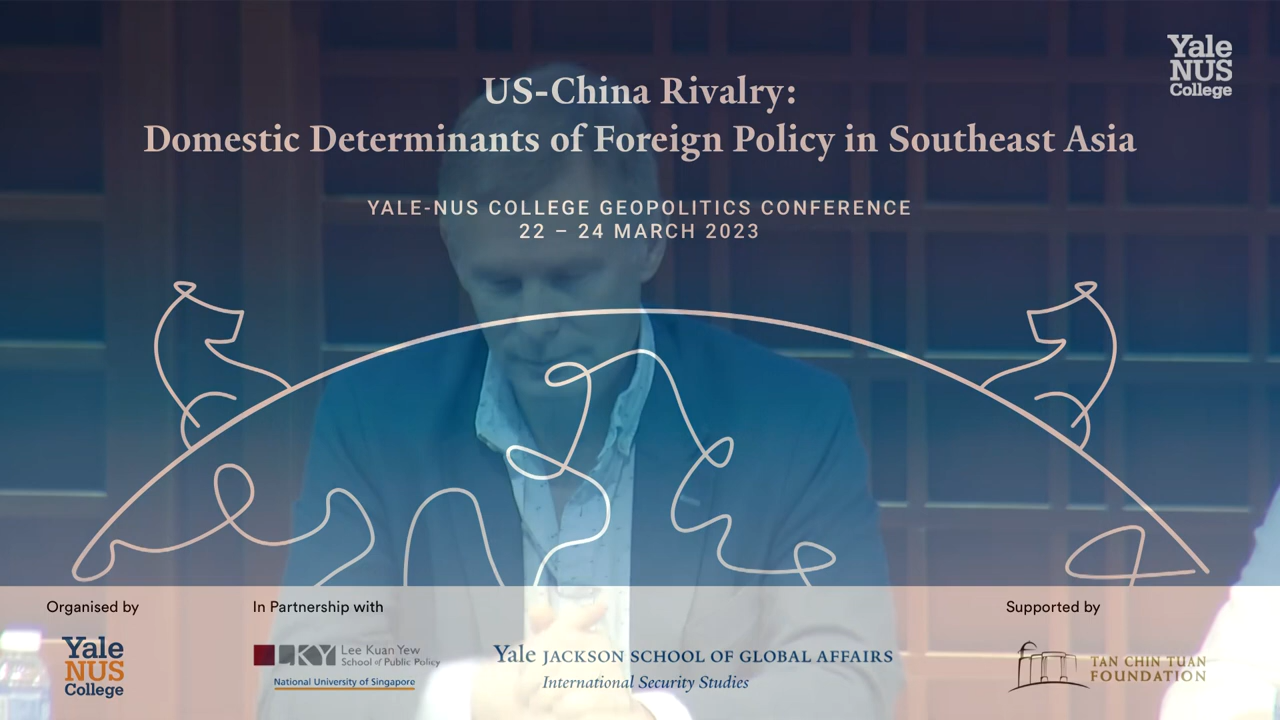 Yale
NUS
College
US-China Rivalry:
Domestic Determinants of Foreign Policy in Southeast Asia
YALE-NUS COLLEGE GEOPOLITICS CONFERENCE
22 – 24 MARCH 2023
Organised by
In Partnership with
Supported by
Yale
NUS
College
LKY
Lee Kuan Yew
School of Public Policy
National University of Singapore
Yale JACKSON SCHOOL OF GLOBAL AFFAIRS
International Security Studies
TAN CHIN TUAN
FOUNDATION